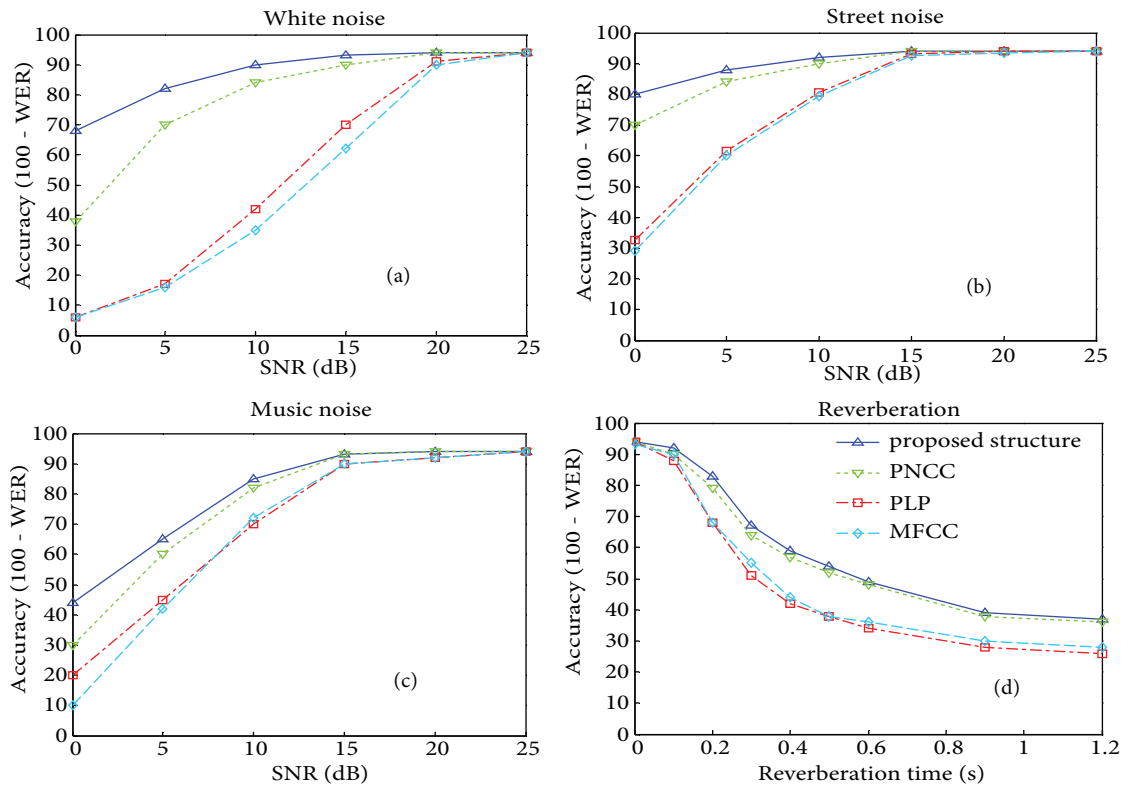 White noise
100
90
80
70
60
50
40
30
20
10
0
Accuracy (100 - WER)
(a)
0 5 10 15 20 25
SNR (dB)
Street noise
100
90
80
70
60
50
40
30
20
10
0
Accuracy (100 - WER)
(b)
0 5 10 15 20 25
SNR (dB)
Music noise
100
90
80
70
60
50
40
30
20
10
0
Accuracy (100 - WER)
(c)
0 5 10 15 20 25
SNR (dB)
Reverberation
100
90
80
70
60
50
40
30
20
10
0
Accuracy (100 - WER)
proposed structure
PNCC
PLP
MFCC
(d)
0 0.2 0.4 0.6 0.8 1 1.2
Reverberation time (s)